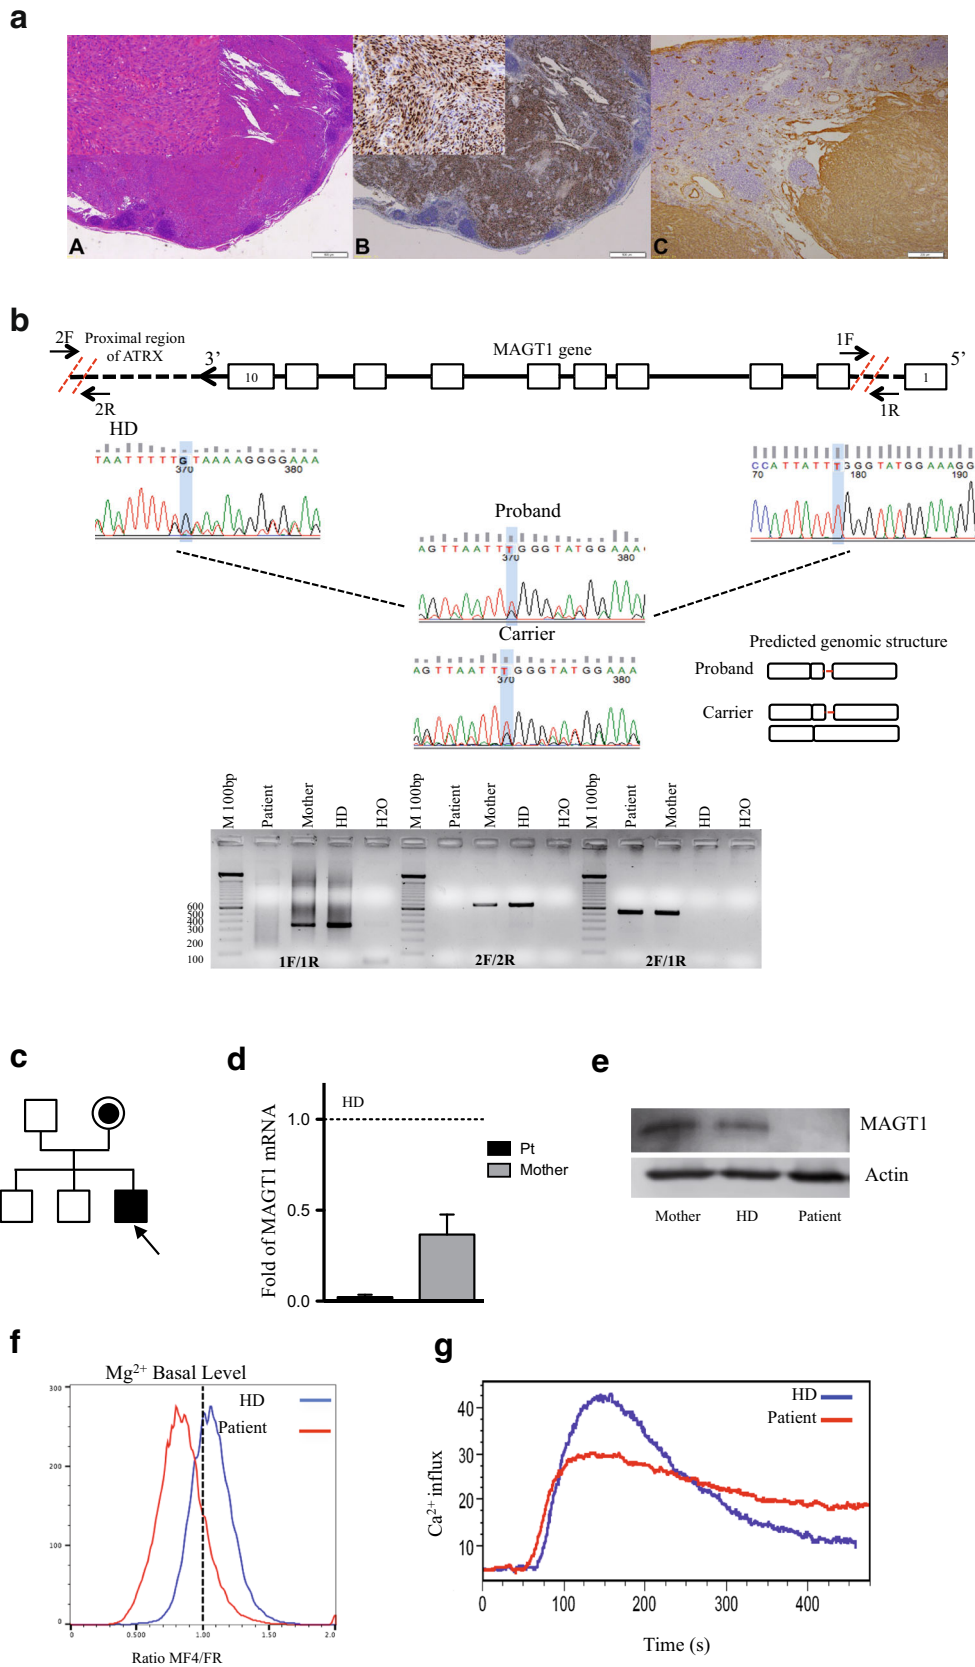 a
A
B
C
b
2F
Proximal region
of ATRX
3'
MAGT1 gene
1F
5'
10
1
2R
1R
HD
TAATTTTTGTAAAAGGGGAAA
370
380
CCATTATTTGGGTATGGAAAGG
70
180
190
Proband
AGTTAATTTGGGTATGGAAA
370
380
Carrier
AGTTAATTTGGGTATGGAAA
370
380
Predicted genomic structure
Proband
Carrier
M 100bp
Patient
Mother
HD
H2O
M 100bp
Patient
Mother
HD
H2O
M 100bp
Patient
Mother
HD
H2O
600
500
400
300
200
100
1F/1R
2F/2R
2F/1R
c
d
HD
1.0
0.5
0.0
Fold of MAGT1 mRNA
Pt
Mother
e
MAGT1
Actin
Mother
HD
Patient
f
Mg2+ Basal Level
HD
Patient
300
200
100
0
0
0.500
1.00
1.50
2.0
Ratio MF4/FR
g
HD
Patient
40
30
20
10
Ca2+ influx
0
100
200
300
400
Time (s)